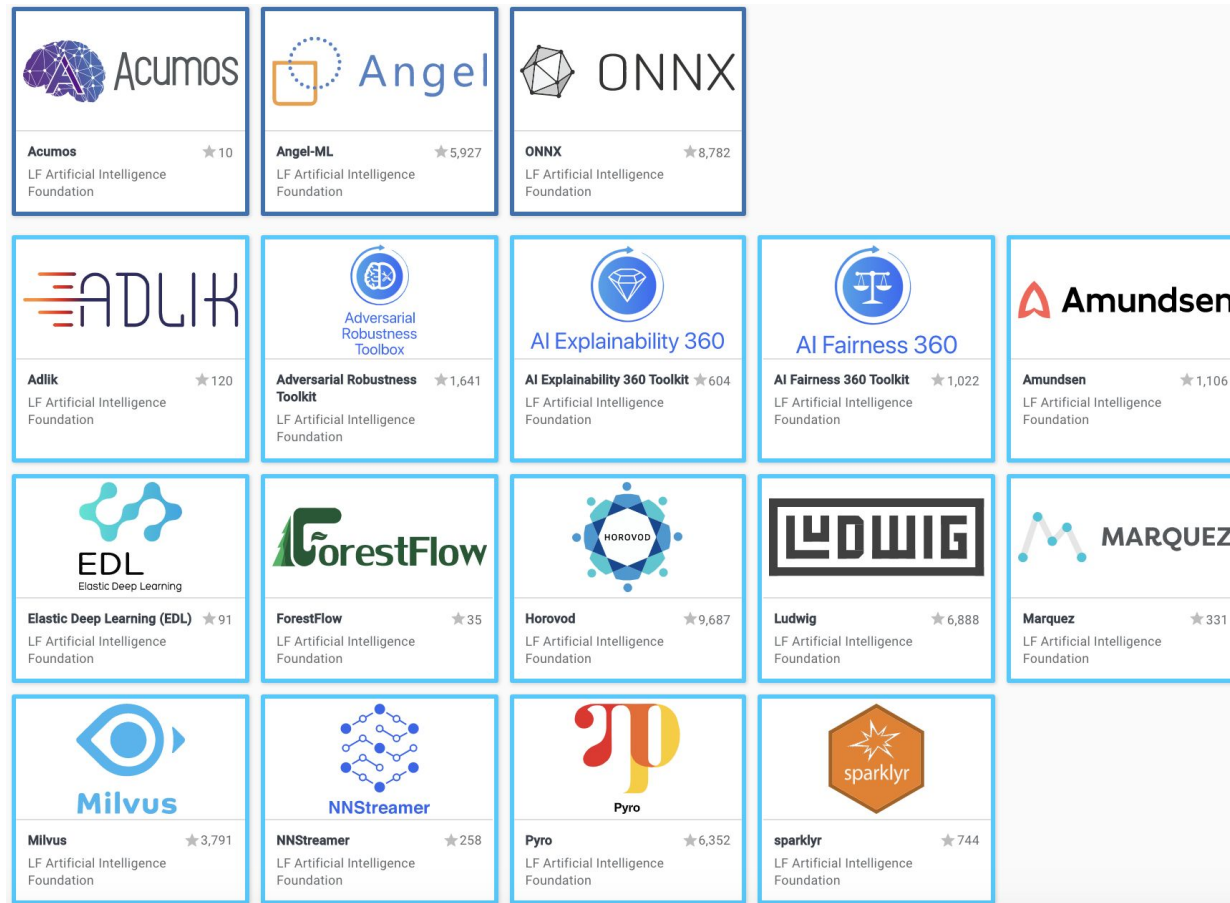 Acumos
Angel
ONNX
Acumos 10
LF Artificial Intelligence
Foundation
Angel-ML 5,927
LF Artificial Intelligence
Foundation
ONNX 8,782
LF Artificial Intelligence
Foundation
ADLIK
Adversarial
Robustness
Toolbox
AI Explainability 360
AI Fairness 360
Amundsen
Adlik 120
LF Artificial Intelligence
Foundation
Adversarial Robustness 1,641
Toolkit
LF Artificial Intelligence
Foundation
AI Explainability 360 Toolkit 604
LF Artificial Intelligence
Foundation
AI Fairness 360 Toolkit 1,022
LF Artificial Intelligence
Foundation
Amundsen 1,106
LF Artificial Intelligence
Foundation
EDL
Elastic Deep Learning
ForestFlow
HOROVOD
LUDWIG
MARQUEZ
Elastic Deep Learning (EDL) 91
LF Artificial Intelligence
Foundation
ForestFlow 35
LF Artificial Intelligence
Foundation
Horovod 9,687
LF Artificial Intelligence
Foundation
Ludwig 6,888
LF Artificial Intelligence
Foundation
Marquez 331
LF Artificial Intelligence
Foundation
Milvus
NNStreamer
Pyro
sparklyr
Milvus 3,791
LF Artificial Intelligence
Foundation
NNStreamer 258
LF Artificial Intelligence
Foundation
Pyro 6,352
LF Artificial Intelligence
Foundation
sparklyr 744
LF Artificial Intelligence
Foundation